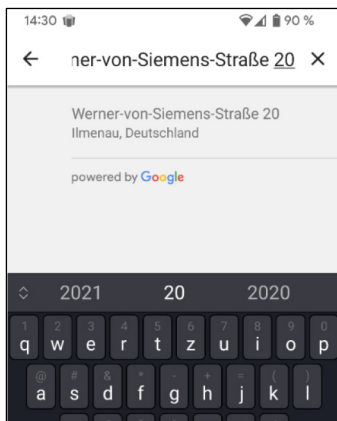 14:30 90 %
ner-von-Siemens-Straße 20
Werner-von-Siemens-Straße 20
Ilmenau, Deutschland
powered by Google
2021 20 2020
1 2 3 4 5 6 7 8 9 0
q w e r t z u i o p
@ # & * - + = ( )
a s d f g h j k l